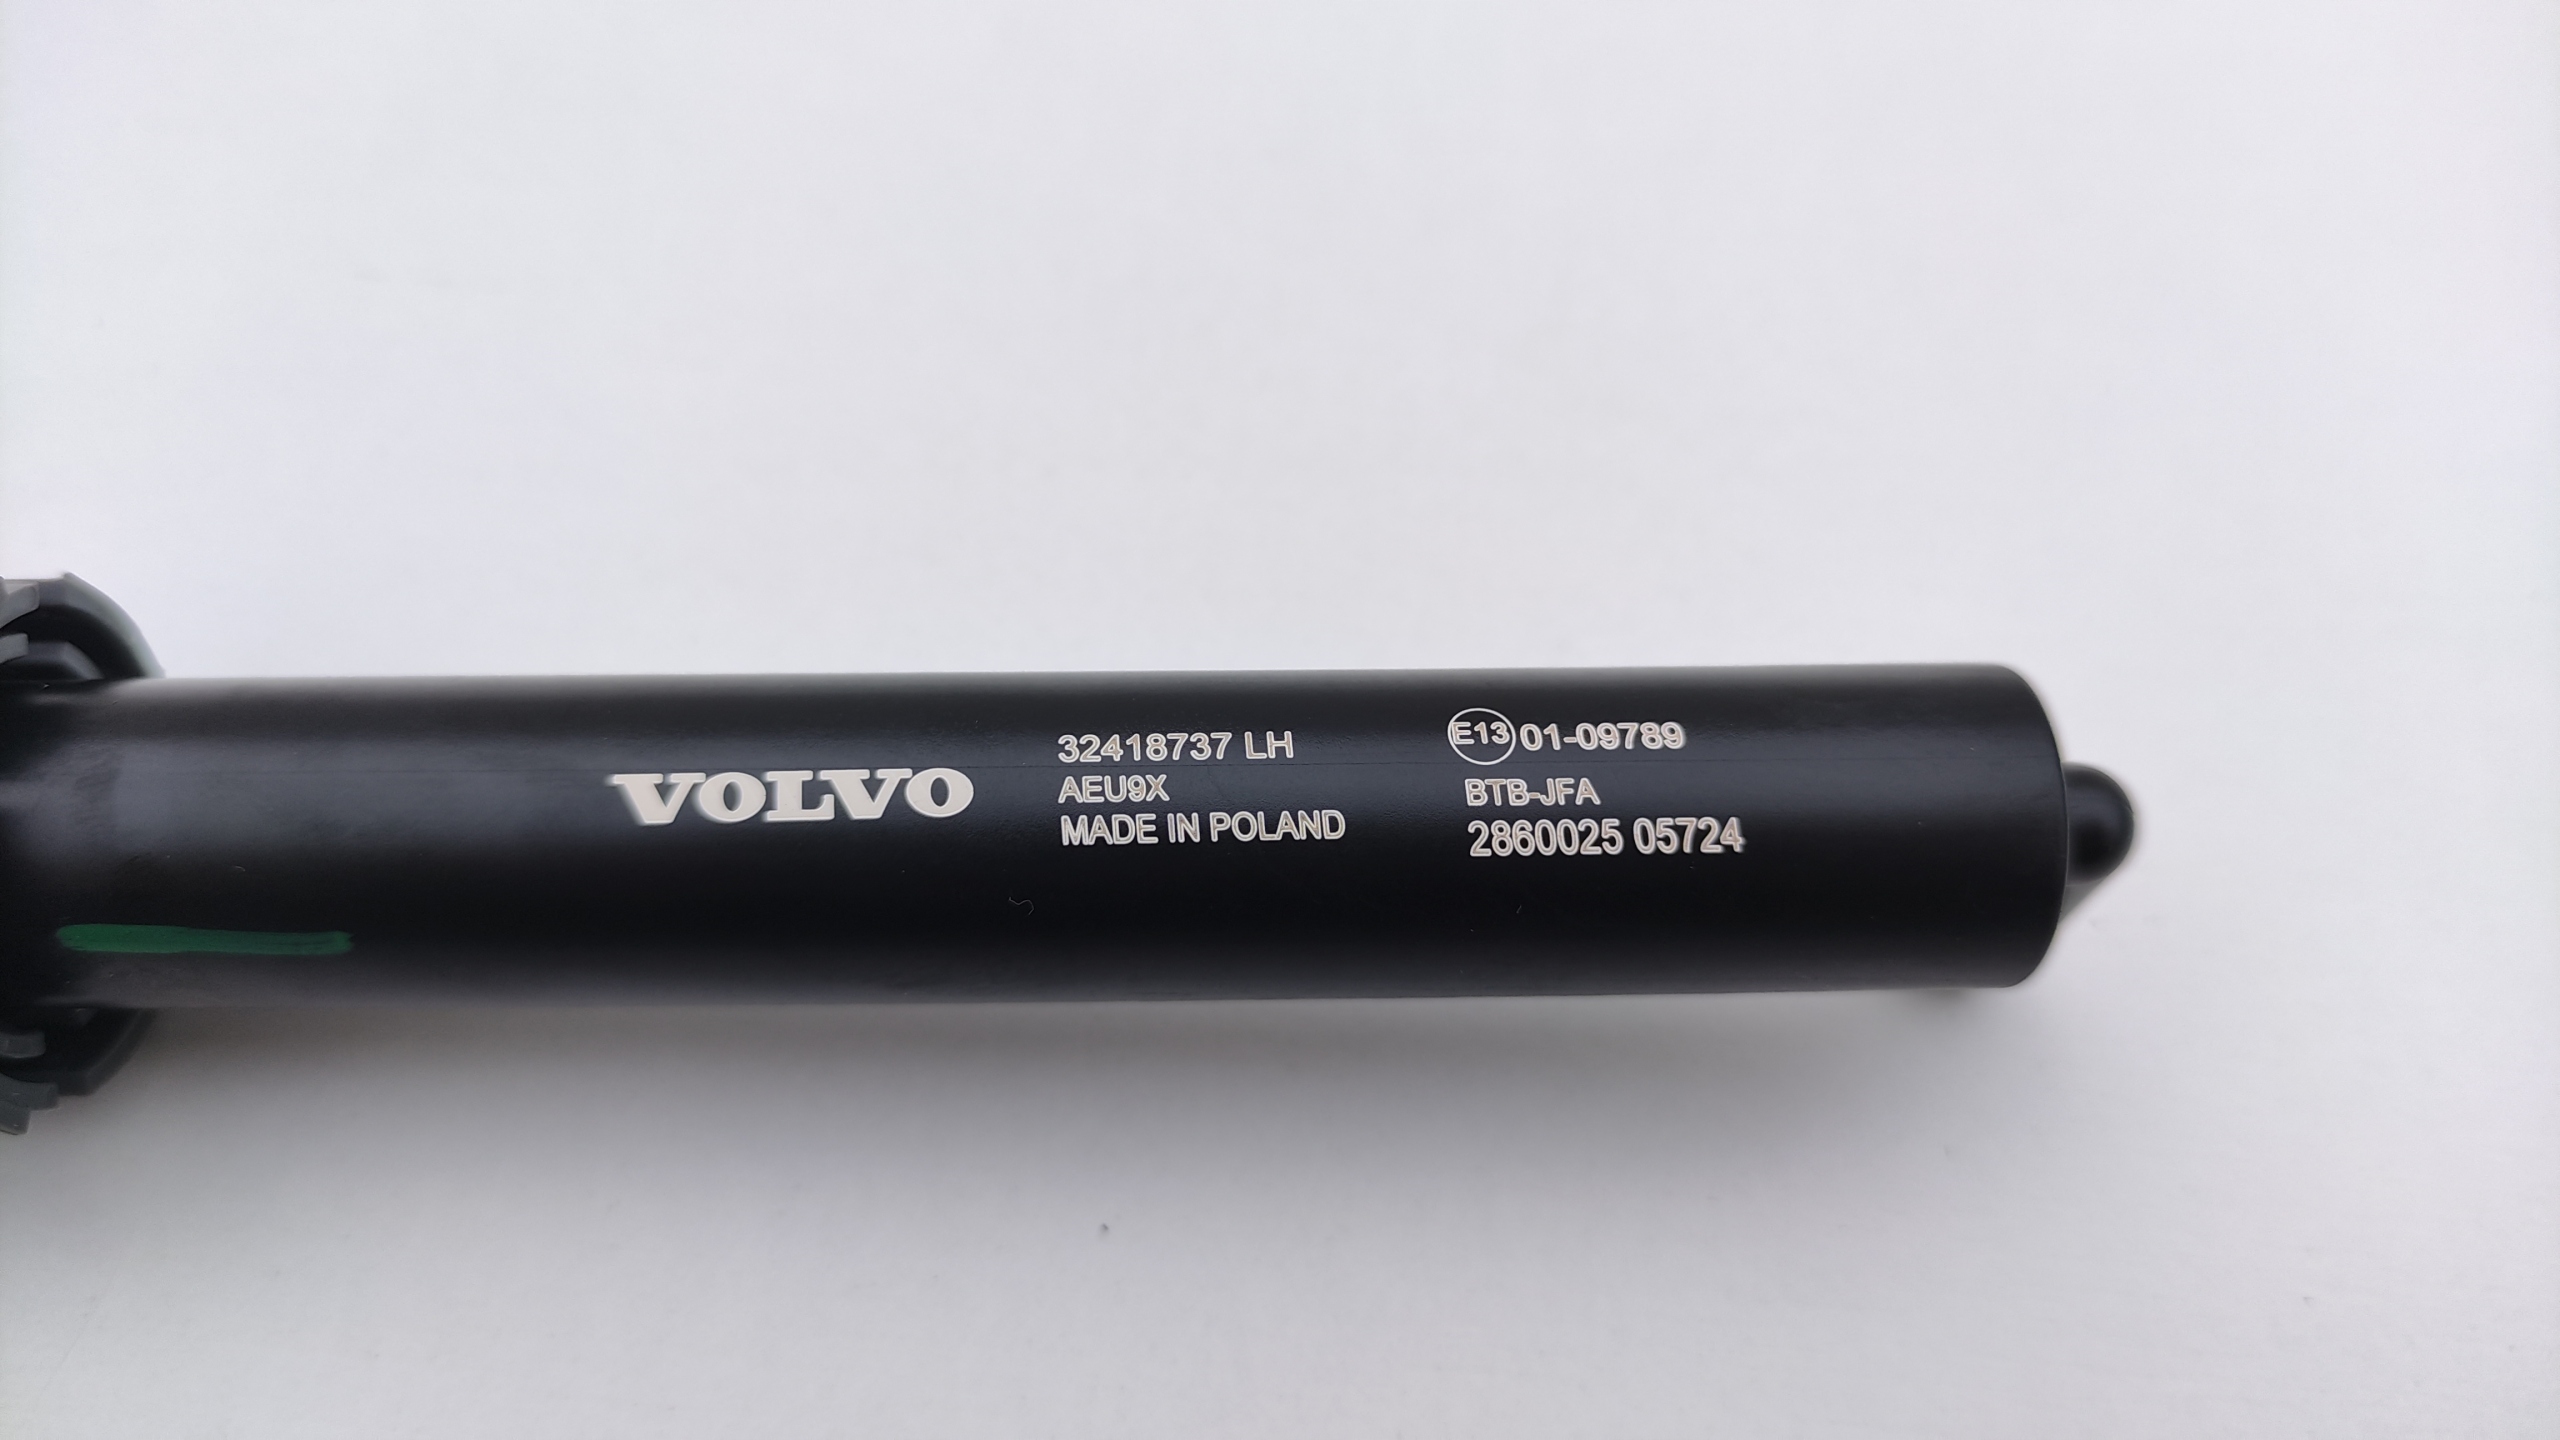 VOLVO
32418737 LH
AEU9X
MADE IN POLAND
E13 01-09789
BTB-JFA
2860025 05724